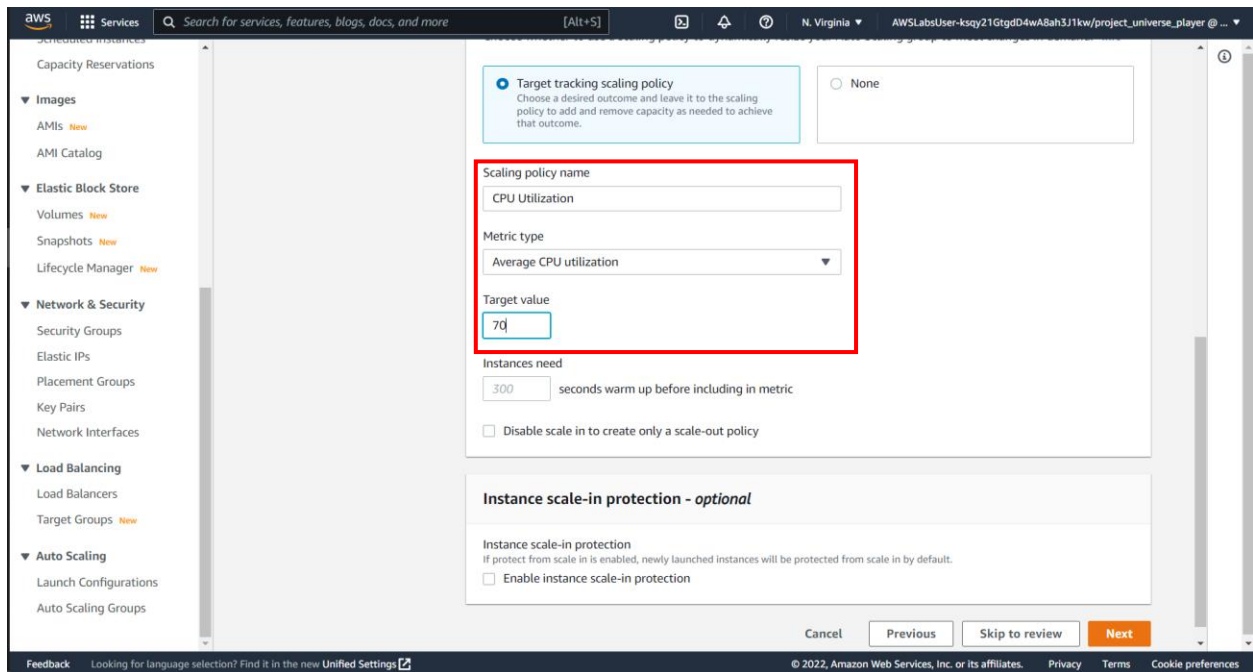 aws
Services
Search for services, features, blogs, docs, and more
[Alt+S]
N. Virginia
AWSLabsUser-ksqy21GtgdD4wA8ah3J1kw/project_universe_player @ ...
Scheduled Instances
Capacity Reservations
Images
AMIs New
AMI Catalog
Elastic Block Store
Volumes New
Snapshots New
Lifecycle Manager New
Network & Security
Security Groups
Elastic IPs
Placement Groups
Key Pairs
Network Interfaces
Load Balancing
Load Balancers
Target Groups New
Auto Scaling
Launch Configurations
Auto Scaling Groups
Target tracking scaling policy
Choose a desired outcome and leave it to the scaling
policy to add and remove capacity as needed to achieve
that outcome.
None
Scaling policy name
CPU Utilization
Metric type
Average CPU utilization
Target value
70
Instances need
300 seconds warm up before including in metric
Disable scale in to create only a scale-out policy
Instance scale-in protection - optional
Instance scale-in protection
If protect from scale in is enabled, newly launched instances will be protected from scale in by default.
Enable instance scale-in protection
Cancel
Previous
Skip to review
Next
Feedback
Looking for language selection? Find it in the new Unified Settings
© 2022, Amazon Web Services, Inc. or its affiliates.
Privacy
Terms
Cookie preferences